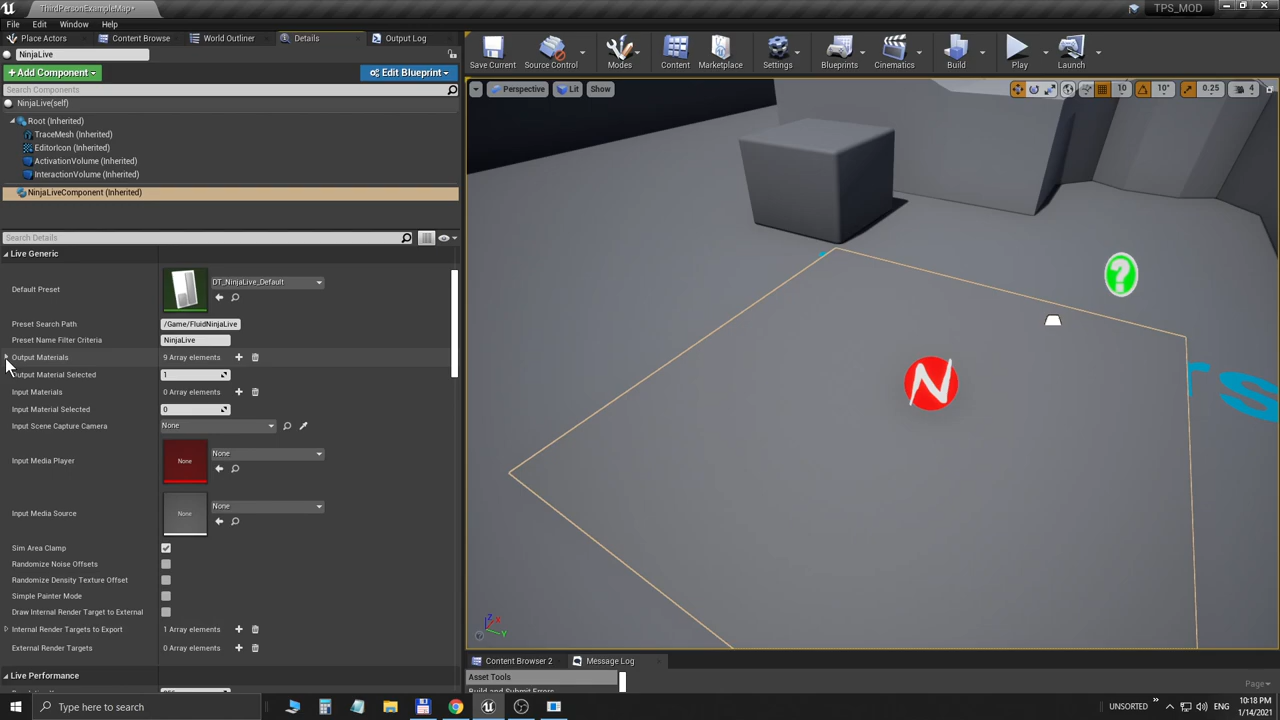 ThirdPersonExampleMap*
TPS_MOD
File Edit Window Help
Place Actors Content Browse World Outliner Details Output Log
NinjaLive
+Add Component Edit Blueprint
Search Components
NinjaLive(self)
Root (Inherited)
TraceMesh (Inherited)
EditorIcon (Inherited)
ActivationVolume (Inherited)
InteractionVolume (Inherited)
NinjaLiveComponent (Inherited)
Search Details
Live Generic
Default Preset DT_NinjaLive_Default
Preset Search Path /Game/FluidNinjaLive
Preset Name Filter Criteria NinjaLive
Output Materials 9 Array elements
Output Material Selected 1
Input Materials 0 Array elements
Input Material Selected 0
Input Scene Capture Camera None
Input Media Player None None
Input Media Source None None
Sim Area Clamp
Randomize Noise Offsets
Randomize Density Texture Offset
Simple Painter Mode
Draw Internal Render Target to External
Internal Render Targets to Export 1 Array elements
External Render Targets 0 Array elements
Live Performance
Save Current Source Control Modes Content Marketplace Settings Blueprints Cinematics Build Play Launch
Perspective Lit Show 10 10° 0.25 4
?
N
Z X Y
Content Browser 2 Message Log
Asset Tools
Build and Submit Errors
Page
Type here to search
UNSORTED ENG 10:18 PM
1/14/2021